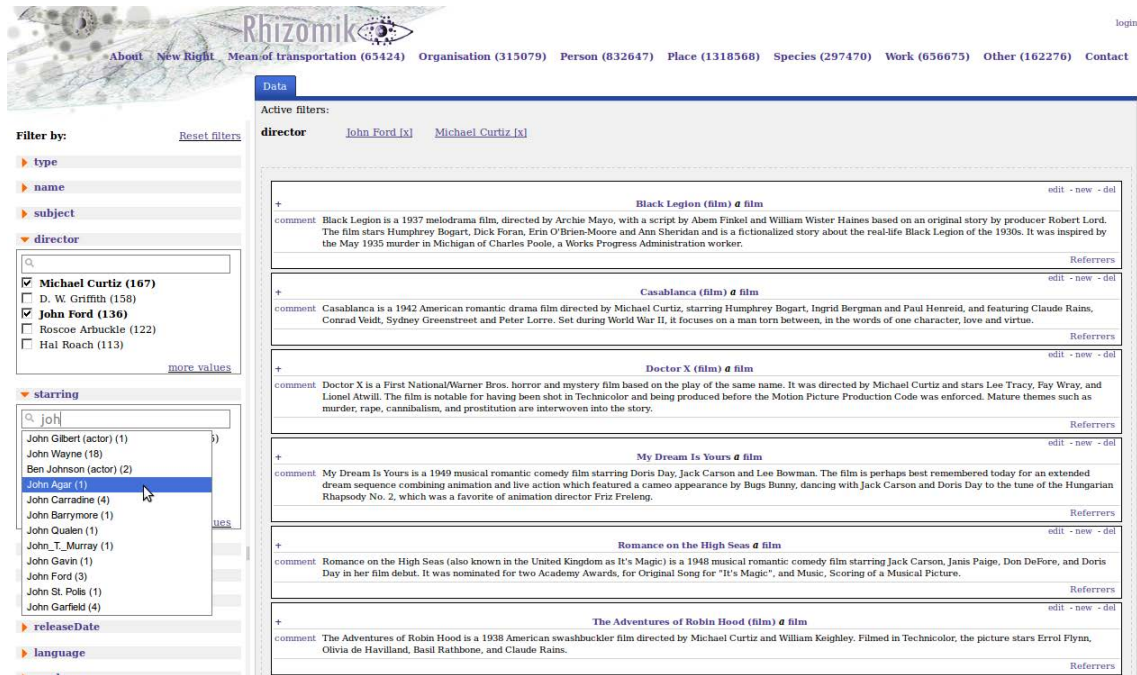 Rhizomik
login
About New Right Mean of transportation (65424) Organisation (315079) Person (832647) Place (1318568) Species (297470) Work (656675) Other (162276) Contact
Data
Active filters:
Filter by: Reset filters
director John Ford [x] Michael Curtiz [x]
type
name
subject
director
Michael Curtiz (167)
D. W. Griffith (158)
John Ford (136)
Roscoe Arbuckle (122)
Hal Roach (113)
more values
starring
joh
John Gilbert (actor) (1)
John Wayne (18)
Ben Johnson (actor) (2)
John Agar (1)
John Carradine (4)
John Barrymore (1)
John Qualen (1)
John_T._Murray (1)
John Gavin (1)
John Ford (3)
John St. Polis (1)
John Garfield (4)
releaseDate
language
edit - new - del
+ Black Legion (film) a film
comment Black Legion is a 1937 melodrama film, directed by Archie Mayo, with a script by Abem Finkel and William Wister Haines based on an original story by producer Robert Lord.
The film stars Humphrey Bogart, Dick Foran, Erin O'Brien-Moore and Ann Sheridan and is a fictionalized story about the real-life Black Legion of the 1930s. It was inspired by
the May 1935 murder in Michigan of Charles Poole, a Works Progress Administration worker.
Referrers
edit - new - del
+ Casablanca (film) a film
comment Casablanca is a 1942 American romantic drama film directed by Michael Curtiz, starring Humphrey Bogart, Ingrid Bergman and Paul Henreid, and featuring Claude Rains,
Conrad Veidt, Sydney Greenstreet and Peter Lorre. Set during World War II, it focuses on a man torn between, in the words of one character, love and virtue.
Referrers
edit - new - del
+ Doctor X (film) a film
comment Doctor X is a First National/Warner Bros. horror and mystery film based on the play of the same name. It was directed by Michael Curtiz and stars Lee Tracy, Fay Wray, and
Lionel Atwill. The film is notable for having been shot in Technicolor and being produced before the Motion Picture Production Code was enforced. Mature themes such as
murder, rape, cannibalism, and prostitution are interwoven into the story.
Referrers
edit - new - del
+ My Dream Is Yours a film
comment My Dream Is Yours is a 1949 musical romantic comedy film starring Doris Day, Jack Carson and Lee Bowman. The film is perhaps best remembered today for an extended
dream sequence combining animation and live action which featured a cameo appearance by Bugs Bunny, dancing with Jack Carson and Doris Day to the tune of the Hungarian
Rhapsody No. 2, which was a favorite of animation director Friz Freleng.
Referrers
edit - new - del
+ Romance on the High Seas a film
comment Romance on the High Seas (also known in the United Kingdom as It's Magic) is a 1948 musical romantic comedy film starring Jack Carson, Janis Paige, Don DeFore, and Doris
Day in her film debut. It was nominated for two Academy Awards, for Original Song for "It's Magic", and Music, Scoring of a Musical Picture.
Referrers
edit - new - del
+ The Adventures of Robin Hood (film) a film
comment The Adventures of Robin Hood is a 1938 American swashbuckler film directed by Michael Curtiz and William Keighley. Filmed in Technicolor, the picture stars Errol Flynn,
Olivia de Havilland, Basil Rathbone, and Claude Rains.
Referrers